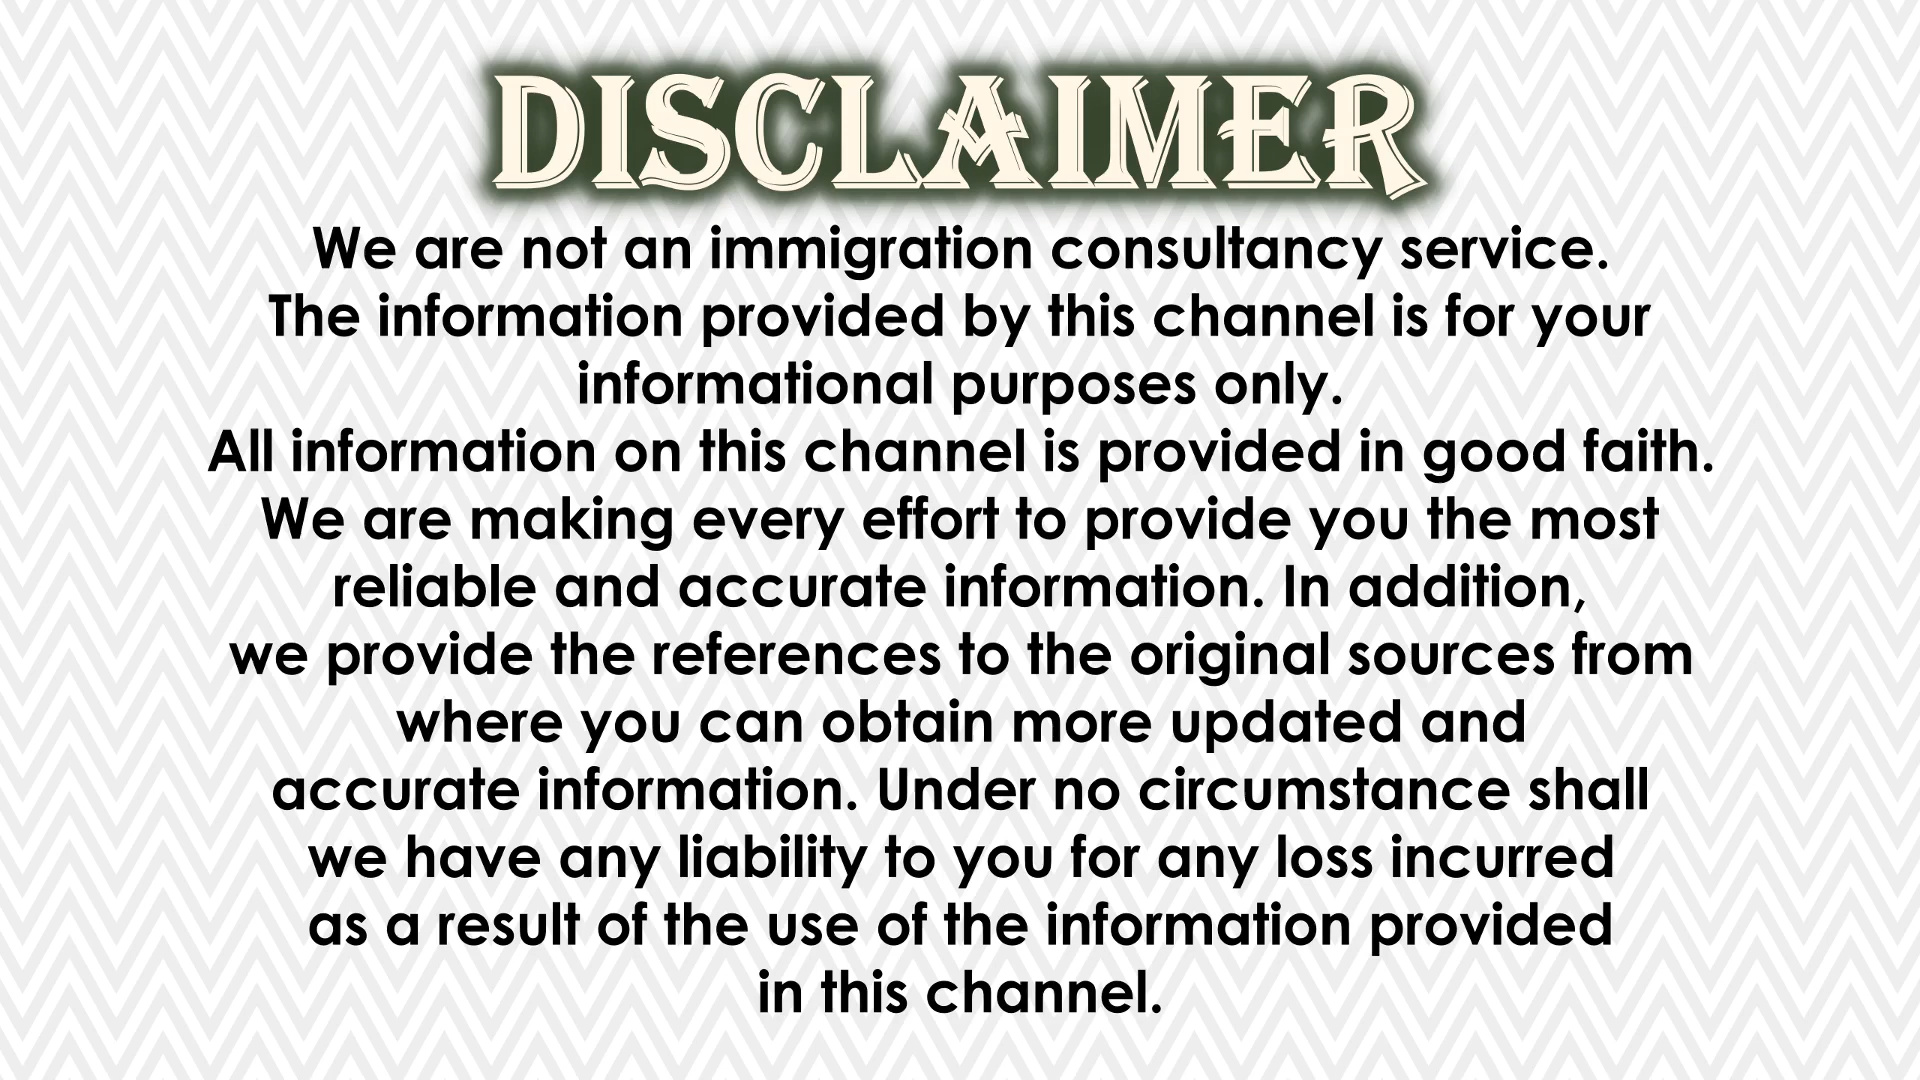 DISCLAIMER
We are not an immigration consultancy service.
The information provided by this channel is for your
informational purposes only.
All information on this channel is provided in good faith.
We are making every effort to provide you the most
reliable and accurate information. In addition,
we provide the references to the original sources from
where you can obtain more updated and
accurate information. Under no circumstance shall
we have any liability to you for any loss incurred
as a result of the use of the information provided
in this channel.